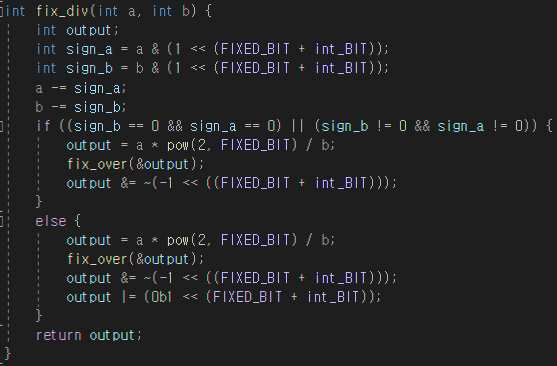 int fix_div(int a, int b) {
    int output;
    int sign_a = a & (1 << (FIXED_BIT + int_BIT));
    int sign_b = b & (1 << (FIXED_BIT + int_BIT));
    a -= sign_a;
    b -= sign_b;
    if ((sign_b == 0 && sign_a == 0) || (sign_b != 0 && sign_a != 0)) {
        output = a * pow(2, FIXED_BIT) / b;
        fix_over(&output);
        output &= ~(-1 << ((FIXED_BIT + int_BIT)));
    }
    else {
        output = a * pow(2, FIXED_BIT) / b;
        fix_over(&output);
        output &= ~(-1 << ((FIXED_BIT + int_BIT)));
        output |= (0b1 << (FIXED_BIT + int_BIT));
    }
    return output;
}